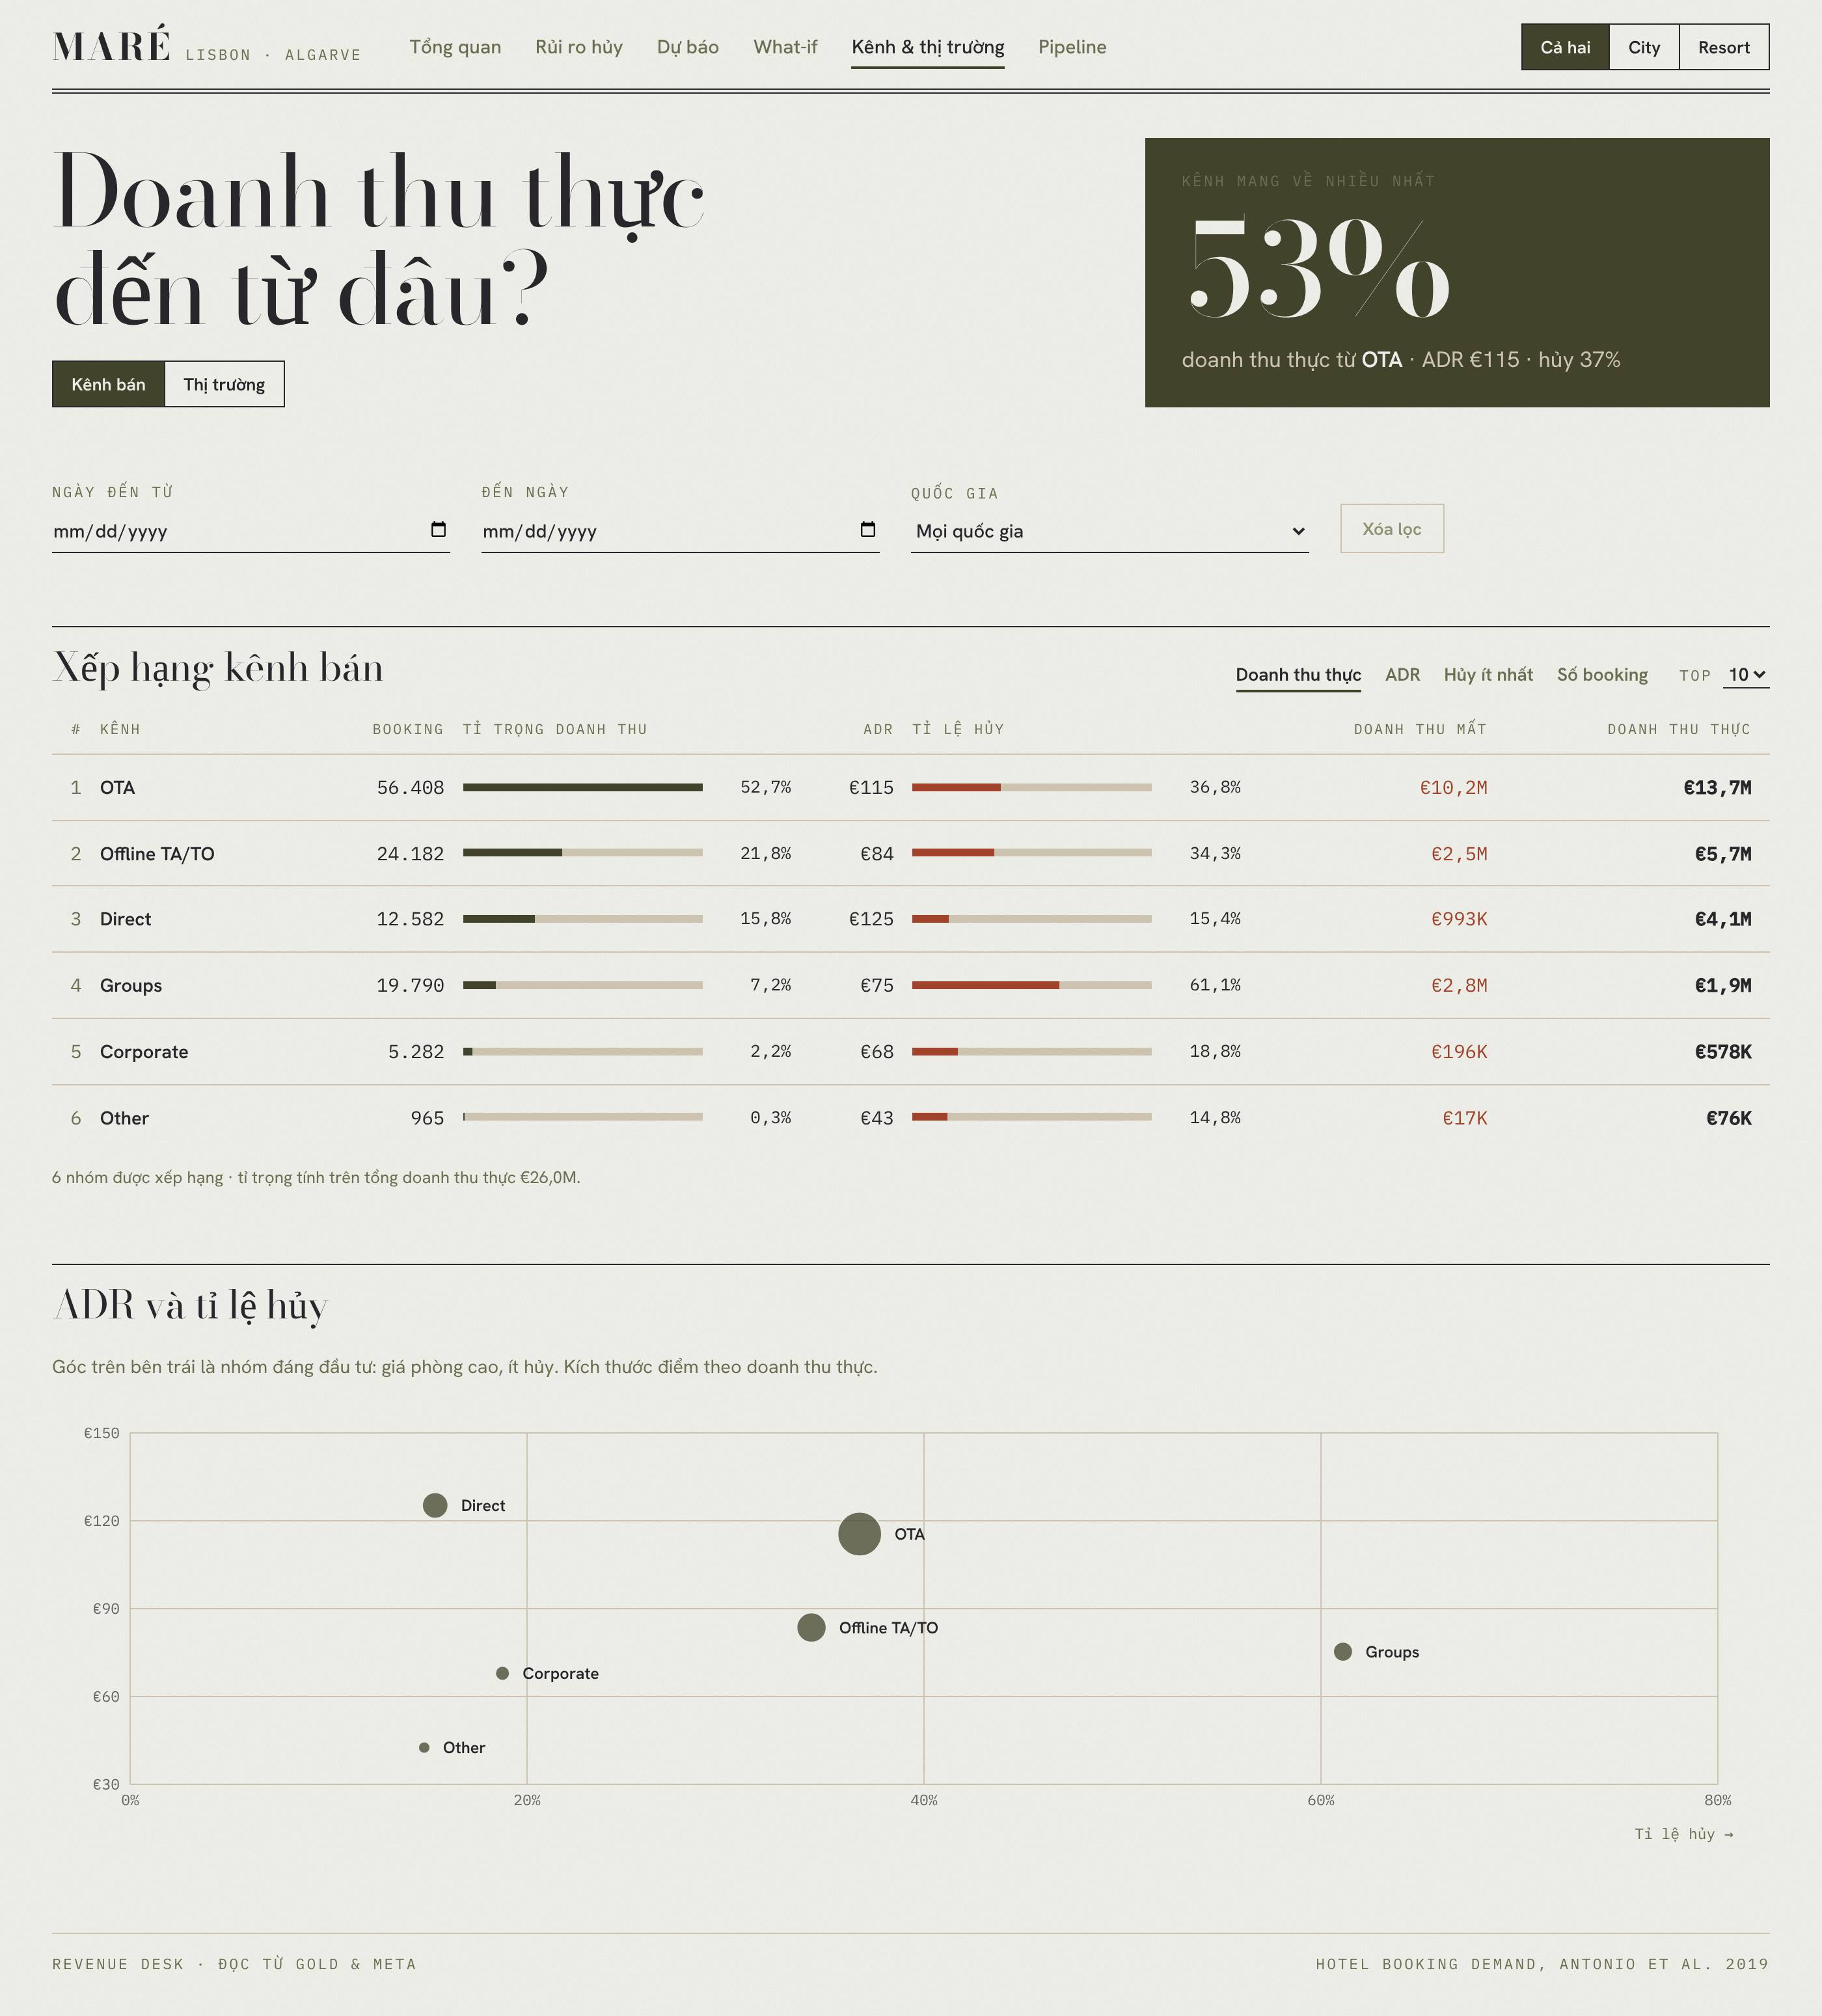 MARÉ LISBON · ALGARVE Tổng quan Rủi ro hủy Dự báo What-if Kênh & thị trường Pipeline Cả hai City Resort
Doanh thu thực
dến từ dâu?
Kênh bán Thị trường
KÊNH MANG VỀ NHIỀU NHẤT
53%
doanh thu thực từ OTA · ADR €115 · hủy 37%
NGÀY ĐẾN TỪ ĐẾN NGÀY QUỐC GIA
mm/dd/yyyy mm/dd/yyyy Mọi quốc gia Xóa lọc
Xếp hạng kênh bán
Doanh thu thực ADR Hủy ít nhất Số booking TOP 10
# KÊNH BOOKING TỈ TRỌNG DOANH THU ADR TỈ LỆ HỦY DOANH THU MẤT DOANH THU THỰC
1 OTA 56.408 52,7% €115 36,8% €10,2M €13,7M
2 Offline TA/TO 24.182 21,8% €84 34,3% €2,5M €5,7M
3 Direct 12.582 15,8% €125 15,4% €993K €4,1M
4 Groups 19.790 7,2% €75 61,1% €2,8M €1,9M
5 Corporate 5.282 2,2% €68 18,8% €196K €578K
6 Other 965 0,3% €43 14,8% €17K €76K
6 nhóm được xếp hạng · tỉ trọng tính trên tổng doanh thu thực €26,0M.
ADR và tỉ lệ hủy
Góc trên bên trái là nhóm đáng đầu tư: giá phòng cao, ít hủy. Kích thước điểm theo doanh thu thực.
€150
Direct
€120
OTA
€90
Offline TA/TO
Groups
Corporate
€60
Other
€30
0% 20% 40% 60% 80%
Tỉ lệ hủy →
REVENUE DESK · ĐỌC TỪ GOLD & META
HOTEL BOOKING DEMAND, ANTONIO ET AL. 2019